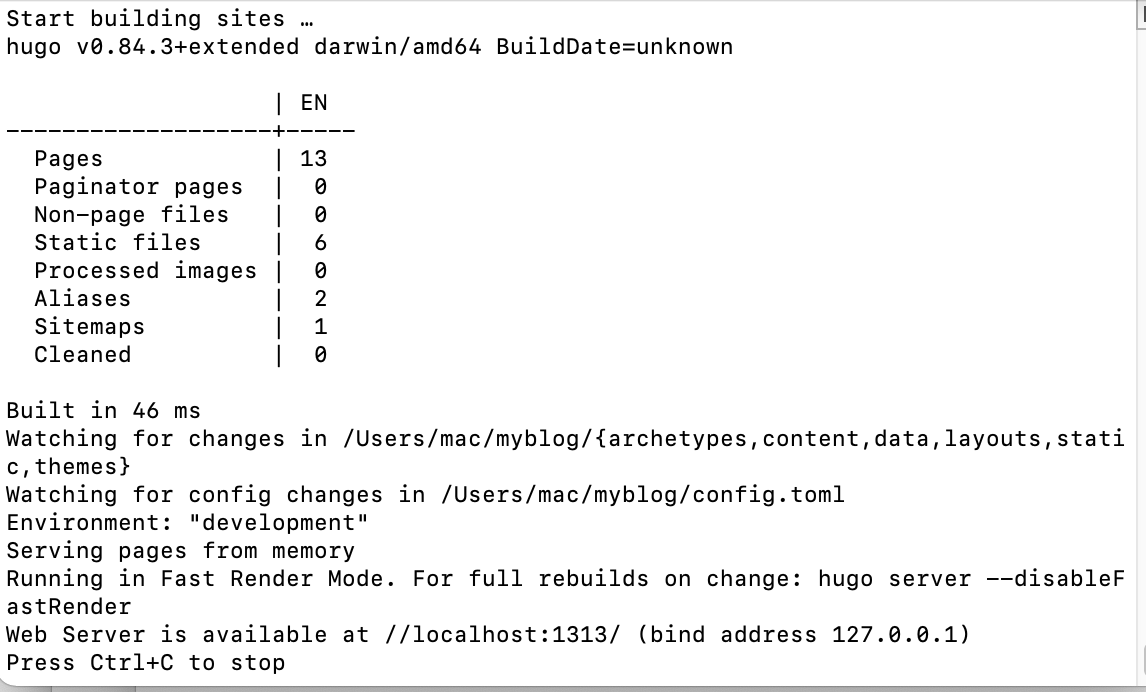 Start building sites …
hugo v0.84.3+extended darwin/amd64 BuildDate=unknown
                   | EN
-------------------+-----
  Pages            | 13
  Paginator pages  |  0
  Non-page files   |  0
  Static files     |  6
  Processed images |  0
  Aliases          |  2
  Sitemaps         |  1
  Cleaned          |  0
Built in 46 ms
Watching for changes in /Users/mac/myblog/{archetypes,content,data,layouts,stati
c,themes}
Watching for config changes in /Users/mac/myblog/config.toml
Environment: "development"
Serving pages from memory
Running in Fast Render Mode. For full rebuilds on change: hugo server --disableF
astRender
Web Server is available at //localhost:1313/ (bind address 127.0.0.1)
Press Ctrl+C to stop